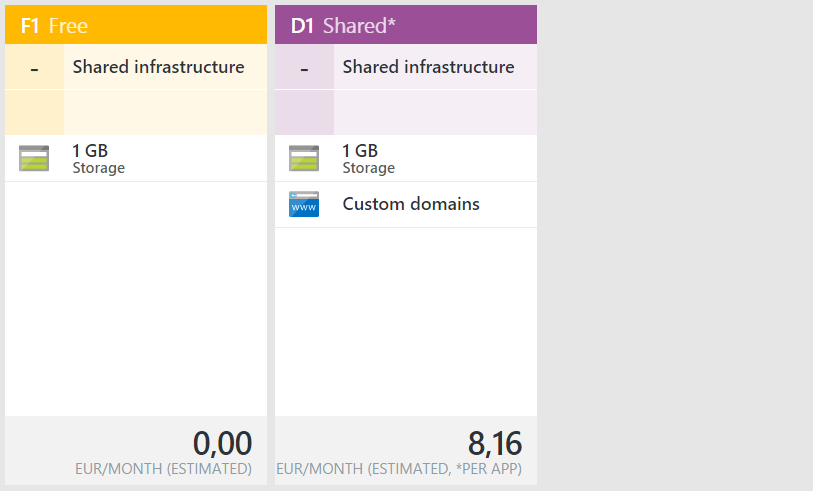 F1 Free
-
Shared infrastructure
1 GB
Storage
0,00
EUR/MONTH (ESTIMATED)
D1 Shared*
-
Shared infrastructure
1 GB
Storage
www
Custom domains
8,16
EUR/MONTH (ESTIMATED, *PER APP)